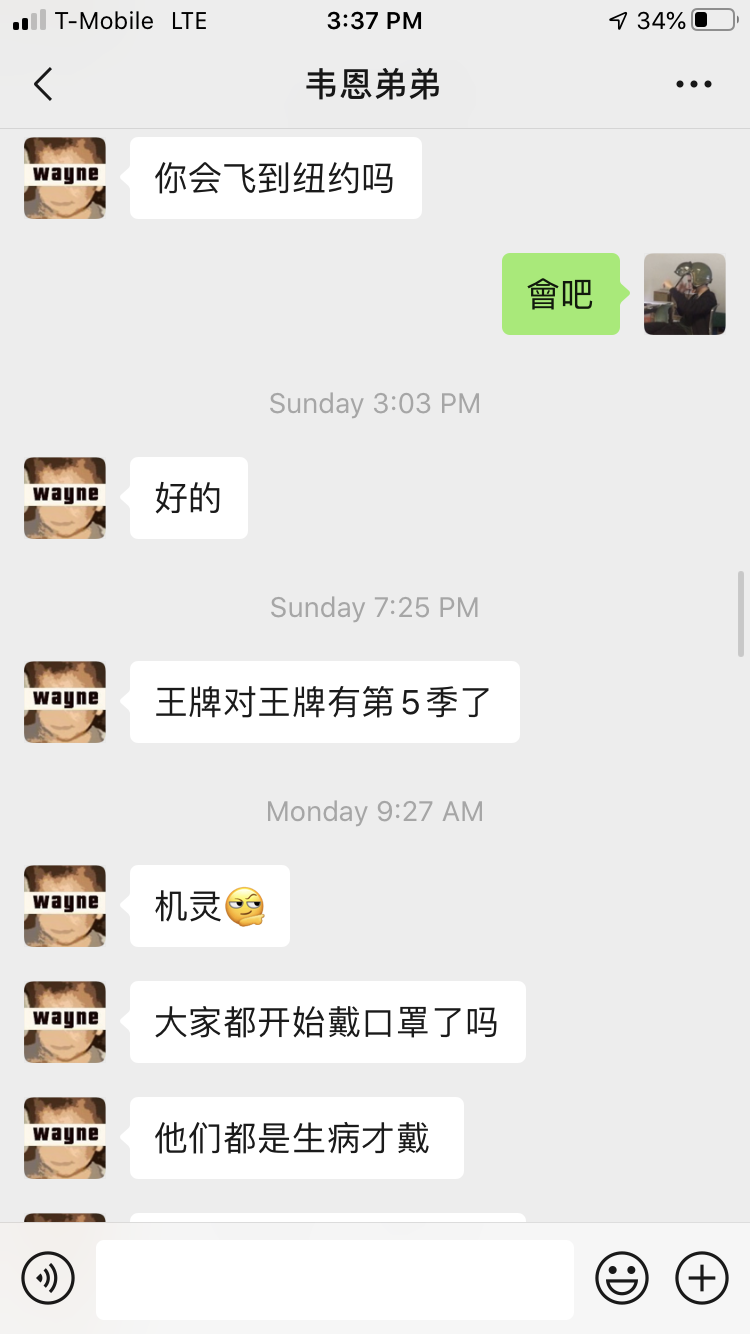 T-Mobile LTE 3:37 PM 34%
韦恩弟弟
wayne
你会飞到纽约吗
會吧
Sunday 3:03 PM
wayne
好的
Sunday 7:25 PM
wayne
王牌对王牌有第5季了
Monday 9:27 AM
wayne
机灵
wayne
大家都开始戴口罩了吗
wayne
他们都是生病才戴